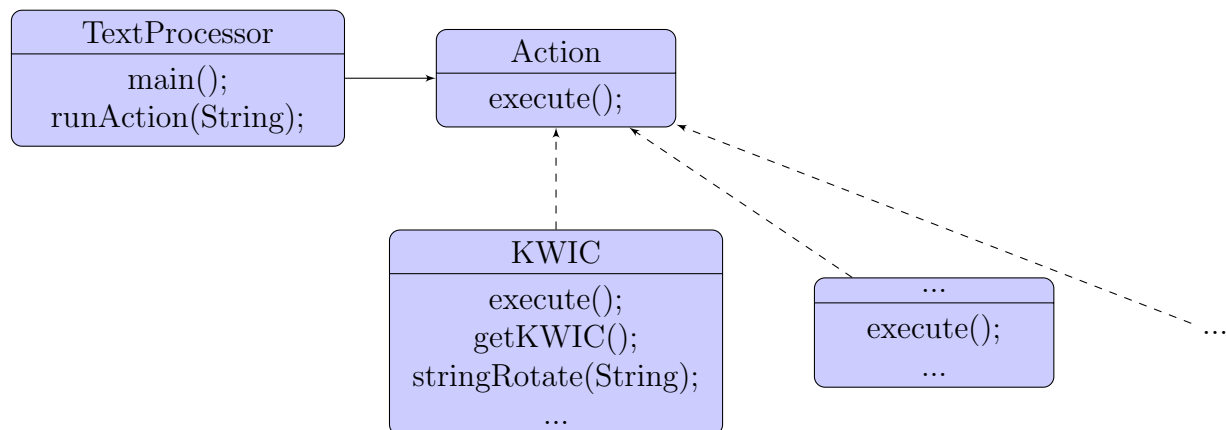 TextProcessor
main();
runAction(String);
Action
execute();
KWIC
execute();
getKWIC();
stringRotate(String);
...
...
execute();
...
...